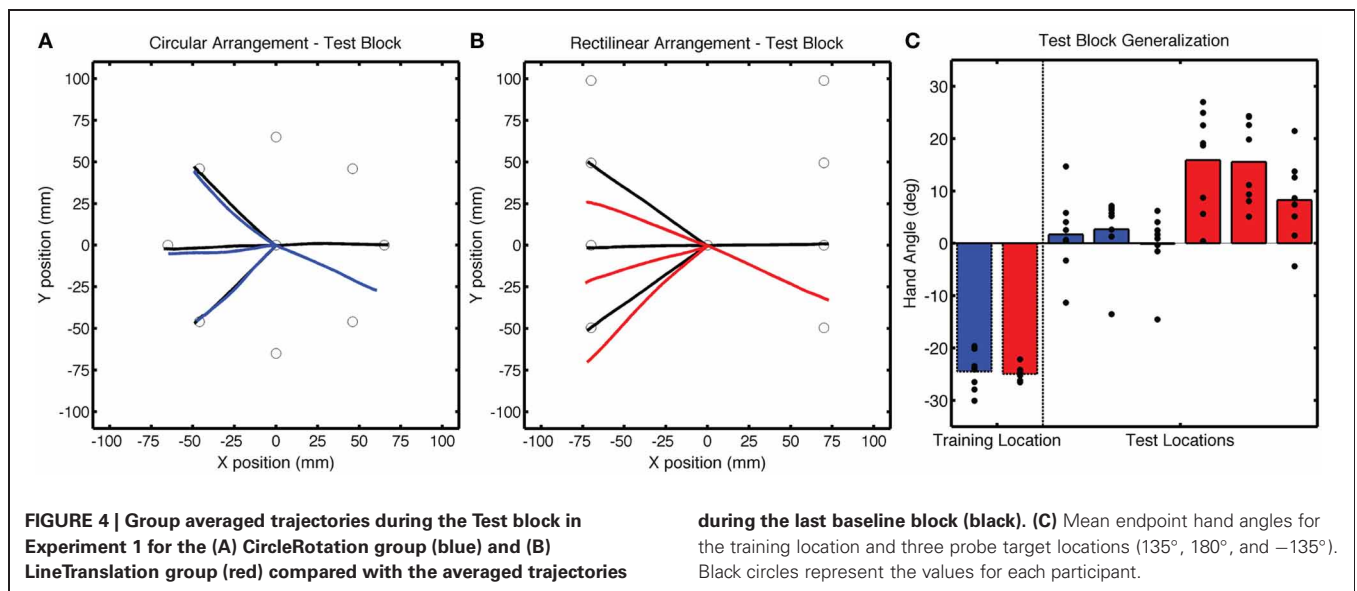 A
Circular Arrangement - Test Block
100
75
50
25
0
-25
-50
-75
-100
Y position (mm)
-100 -75 -50 -25 0 25 50 75 100
X position (mm)
B
Rectilinear Arrangement - Test Block
100
75
50
25
0
-25
-50
-75
-100
Y position (mm)
-100 -75 -50 -25 0 25 50 75 100
X position (mm)
C
Test Block Generalization
30
20
10
0
-10
-20
-30
Hand Angle (deg)
Training Location Test Locations
FIGURE 4 | Group averaged trajectories during the Test block in
Experiment 1 for the (A) CircleRotation group (blue) and (B)
LineTranslation group (red) compared with the averaged trajectories
during the last baseline block (black). (C) Mean endpoint hand angles for
the training location and three probe target locations (135°, 180°, and −135°).
Black circles represent the values for each participant.